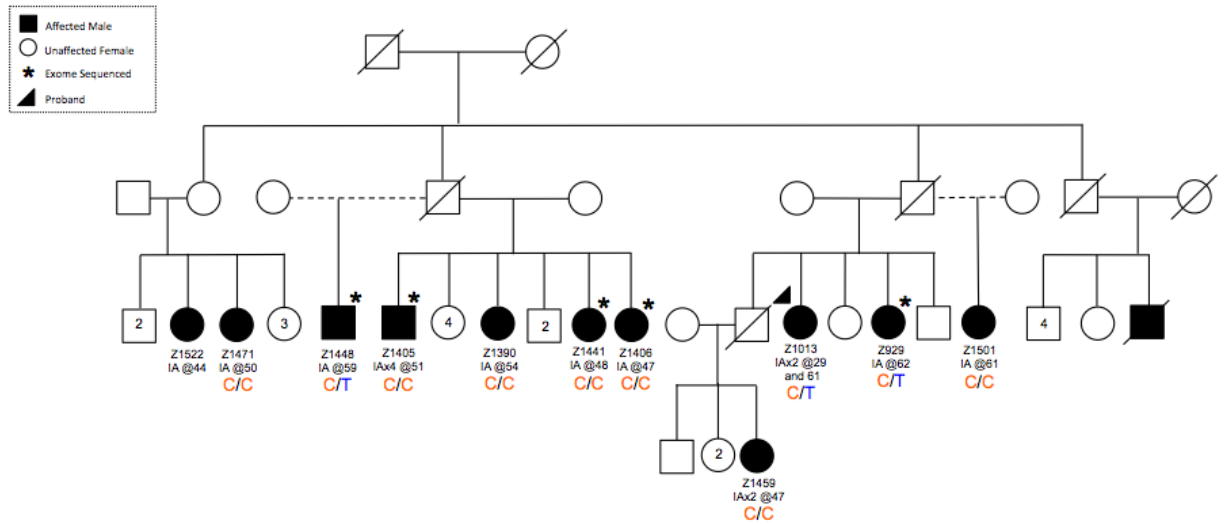 Affected Male
Unaffected Female
* Exome Sequenced
Proband
2
3
*
*
4
2
*
*
*
4
Z1522
IA @44
Z1471
IA @50
C/C
Z1448
IA @59
C/T
Z1405
IAx4 @51
C/C
Z1390
IA @54
C/C
Z1441
IA @48
C/C
Z1406
IA @47
C/C
Z1013
IAx2 @29
and 61
C/T
Z929
IA @62
C/T
Z1501
IA @61
C/C
2
Z1459
IAx2 @47
C/C